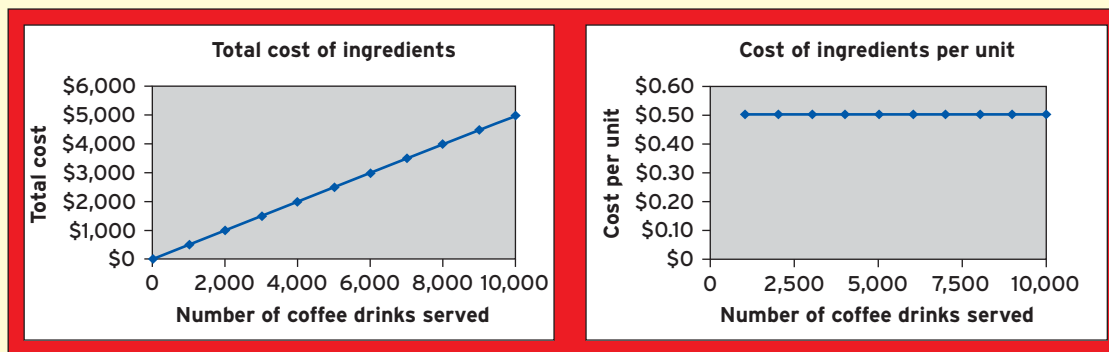 Total cost of ingredients
Total cost
$6,000
$5,000
$4,000
$3,000
$2,000
$1,000
$0
0 2,000 4,000 6,000 8,000 10,000
Number of coffee drinks served
Cost of ingredients per unit
Cost per unit
$0.60
$0.50
$0.40
$0.30
$0.20
$0.10
$0
0 2,500 5,000 7,500 10,000
Number of coffee drinks served